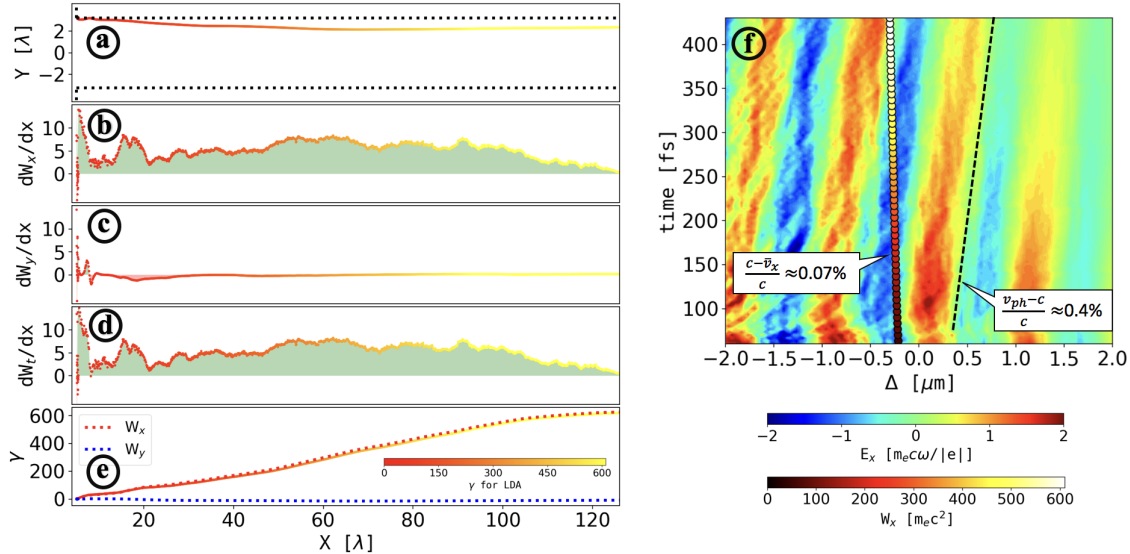 a
Y [λ]
2
0
−2
b
dWx/dx
10
5
0
c
dWy/dx
10
5
0
d
dWt/dx
10
5
0
e
γ
600
400
200
0
Wx
Wy
0 300 450 600
γ for LDA
20 40 60 80 100 120
X [λ]
f
time [fs]
400
350
300
250
200
150
100
c−v̄x
c
≈0.07%
vph−c
c
≈0.4%
−2.0 −1.5 −1.0 −0.5 0.0 0.5 1.0 1.5 2.0
Δ [μm]
−2 −1 0 1 2
Ex [mecω/|e|]
0 100 200 300 400 500 600
Wx [mec²]